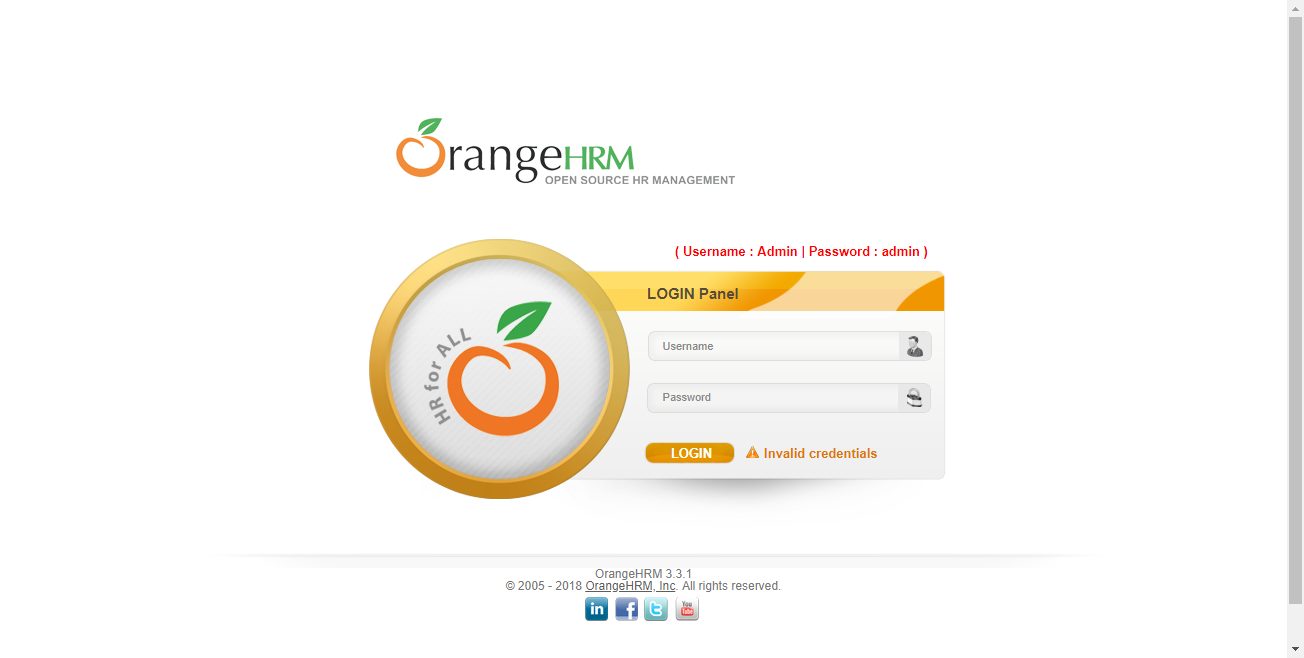 OrangeHRM
OPEN SOURCE HR MANAGEMENT
( Username : Admin | Password : admin )
LOGIN Panel
HR for ALL
Username
Password
LOGIN Invalid credentials
OrangeHRM 3.3.1
© 2005 - 2018 OrangeHRM, Inc. All rights reserved.
in f t You Tube